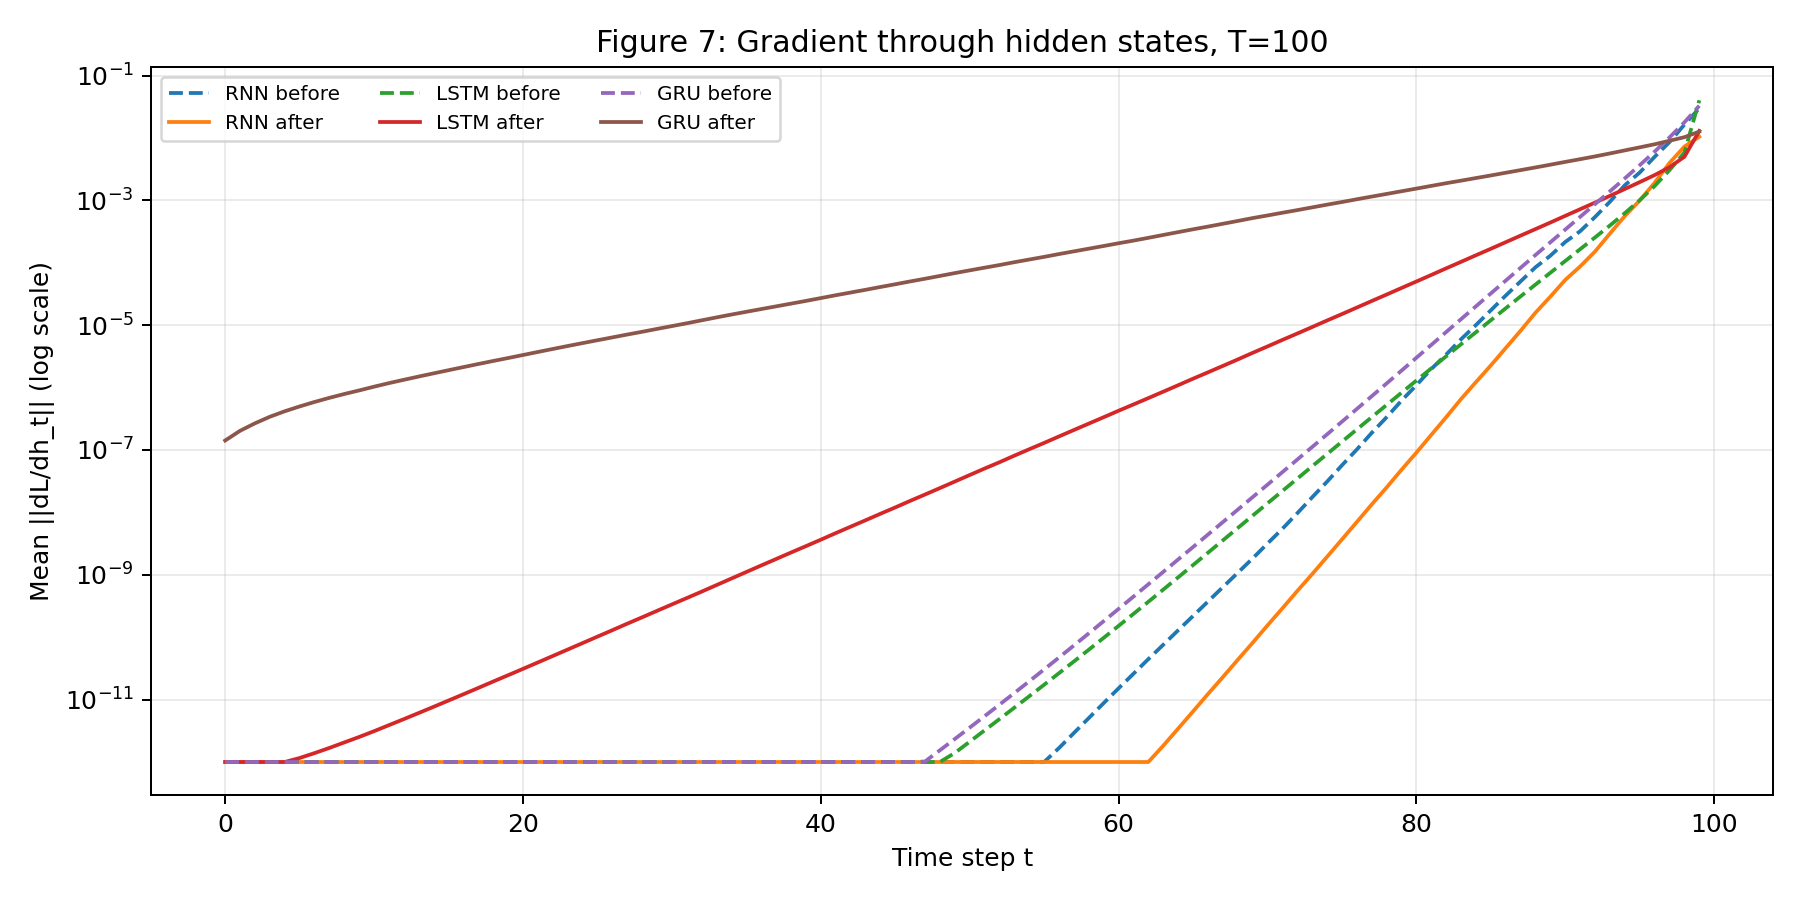 Figure 7: Gradient through hidden states, T=100
RNN before
RNN after
LSTM before
LSTM after
GRU before
GRU after
Mean ||dL/dh_t|| (log scale)
10⁻¹
10⁻³
10⁻⁵
10⁻⁷
10⁻⁹
10⁻¹¹
0 20 40 60 80 100
Time step t